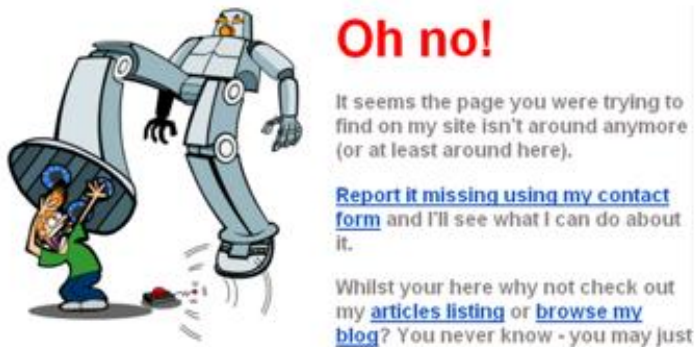 Oh no!
It seems the page you were trying to
find on my site isn't around anymore
(or at least around here).
Report it missing using my contact
form and I'll see what I can do about
it.
Whilst your here why not check out
my articles listing or browse my
blog? You never know - you may just